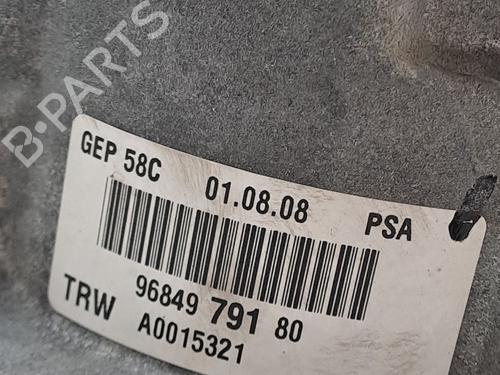 B-PARTS
GEP 58C 01.08.08 PSA
96849 791 80
TRW A0015321